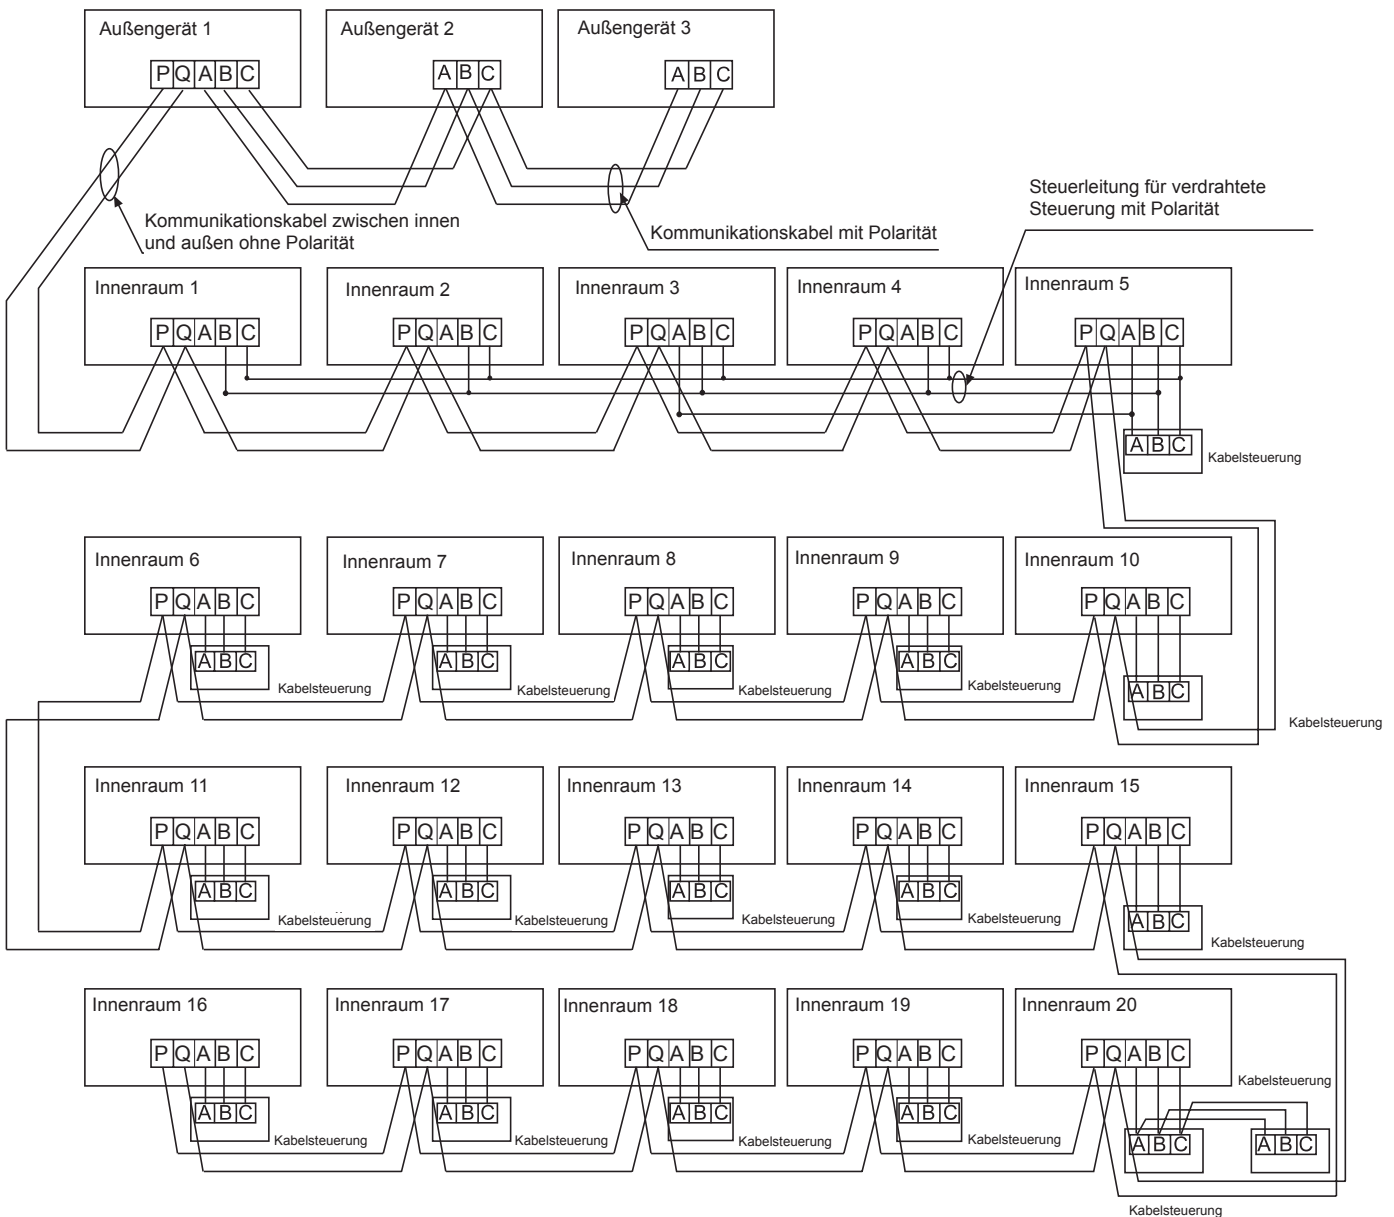 Außengerät 1
Außengerät 2
Außengerät 3
P Q A B C
A B C
A B C
Kommunikationskabel zwischen innen
und außen ohne Polarität
Kommunikationskabel mit Polarität
Steuerleitung für verdrahtete
Steuerung mit Polarität
Innenraum 1
Innenraum 2
Innenraum 3
Innenraum 4
Innenraum 5
P Q A B C
P Q A B C
P Q A B C
P Q A B C
P Q A B C
A B C
Kabelsteuerung
Innenraum 6
Innenraum 7
Innenraum 8
Innenraum 9
Innenraum 10
P Q A B C
P Q A B C
P Q A B C
P Q A B C
P Q A B C
A B C
A B C
A B C
A B C
A B C
Kabelsteuerung
Kabelsteuerung
Kabelsteuerung
Kabelsteuerung
Kabelsteuerung
Innenraum 11
Innenraum 12
Innenraum 13
Innenraum 14
Innenraum 15
P Q A B C
P Q A B C
P Q A B C
P Q A B C
P Q A B C
A B C
A B C
A B C
A B C
A B C
Kabelsteuerung
Kabelsteuerung
Kabelsteuerung
Kabelsteuerung
Kabelsteuerung
Innenraum 16
Innenraum 17
Innenraum 18
Innenraum 19
Innenraum 20
P Q A B C
P Q A B C
P Q A B C
P Q A B C
P Q A B C
Kabelsteuerung
A B C
A B C
A B C
A B C
A B C
A B C
Kabelsteuerung
Kabelsteuerung
Kabelsteuerung
Kabelsteuerung
Kabelsteuerung